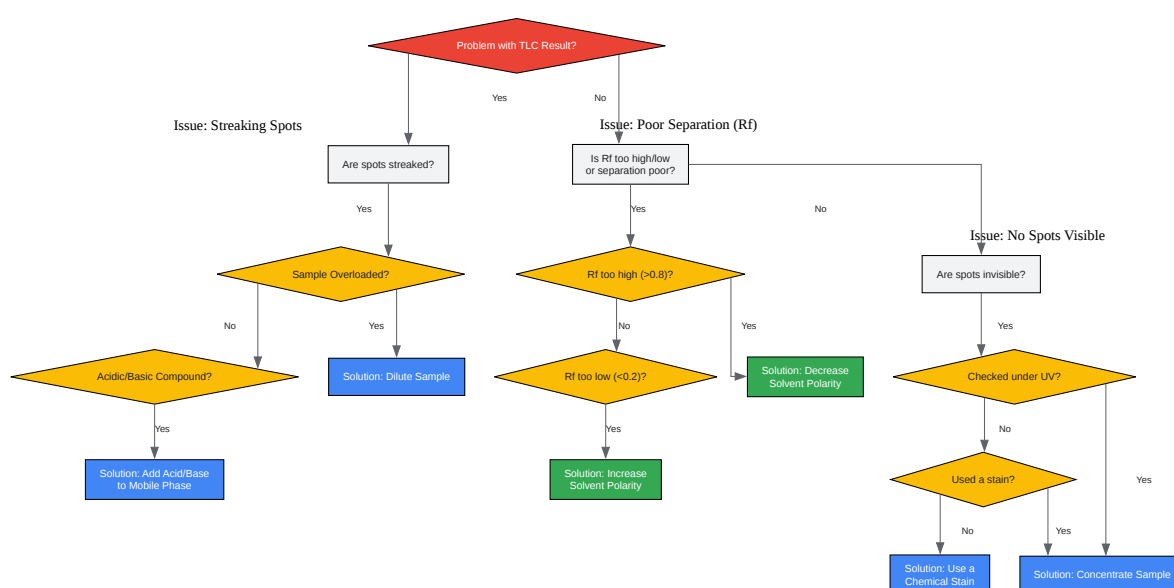 Problem with TLC Result?
Yes
No
Issue: Streaking Spots
Issue: Poor Separation (Rf)
Are spots streaked?
Is Rf too high/low
or separation poor?
Yes
Yes
No
Issue: No Spots Visible
Sample Overloaded?
Rf too high (>0.8)?
Are spots invisible?
No
Yes
No
Yes
Yes
Acidic/Basic Compound?
Solution: Dilute Sample
Rf too low (<0.2)?
Solution: Decrease
Solvent Polarity
Checked under UV?
Yes
Yes
No
Solution: Add Acid/Base
to Mobile Phase
Solution: Increase
Solvent Polarity
Used a stain?
Yes
No
Yes
Solution: Use a
Chemical Stain
Solution: Concentrate Sample